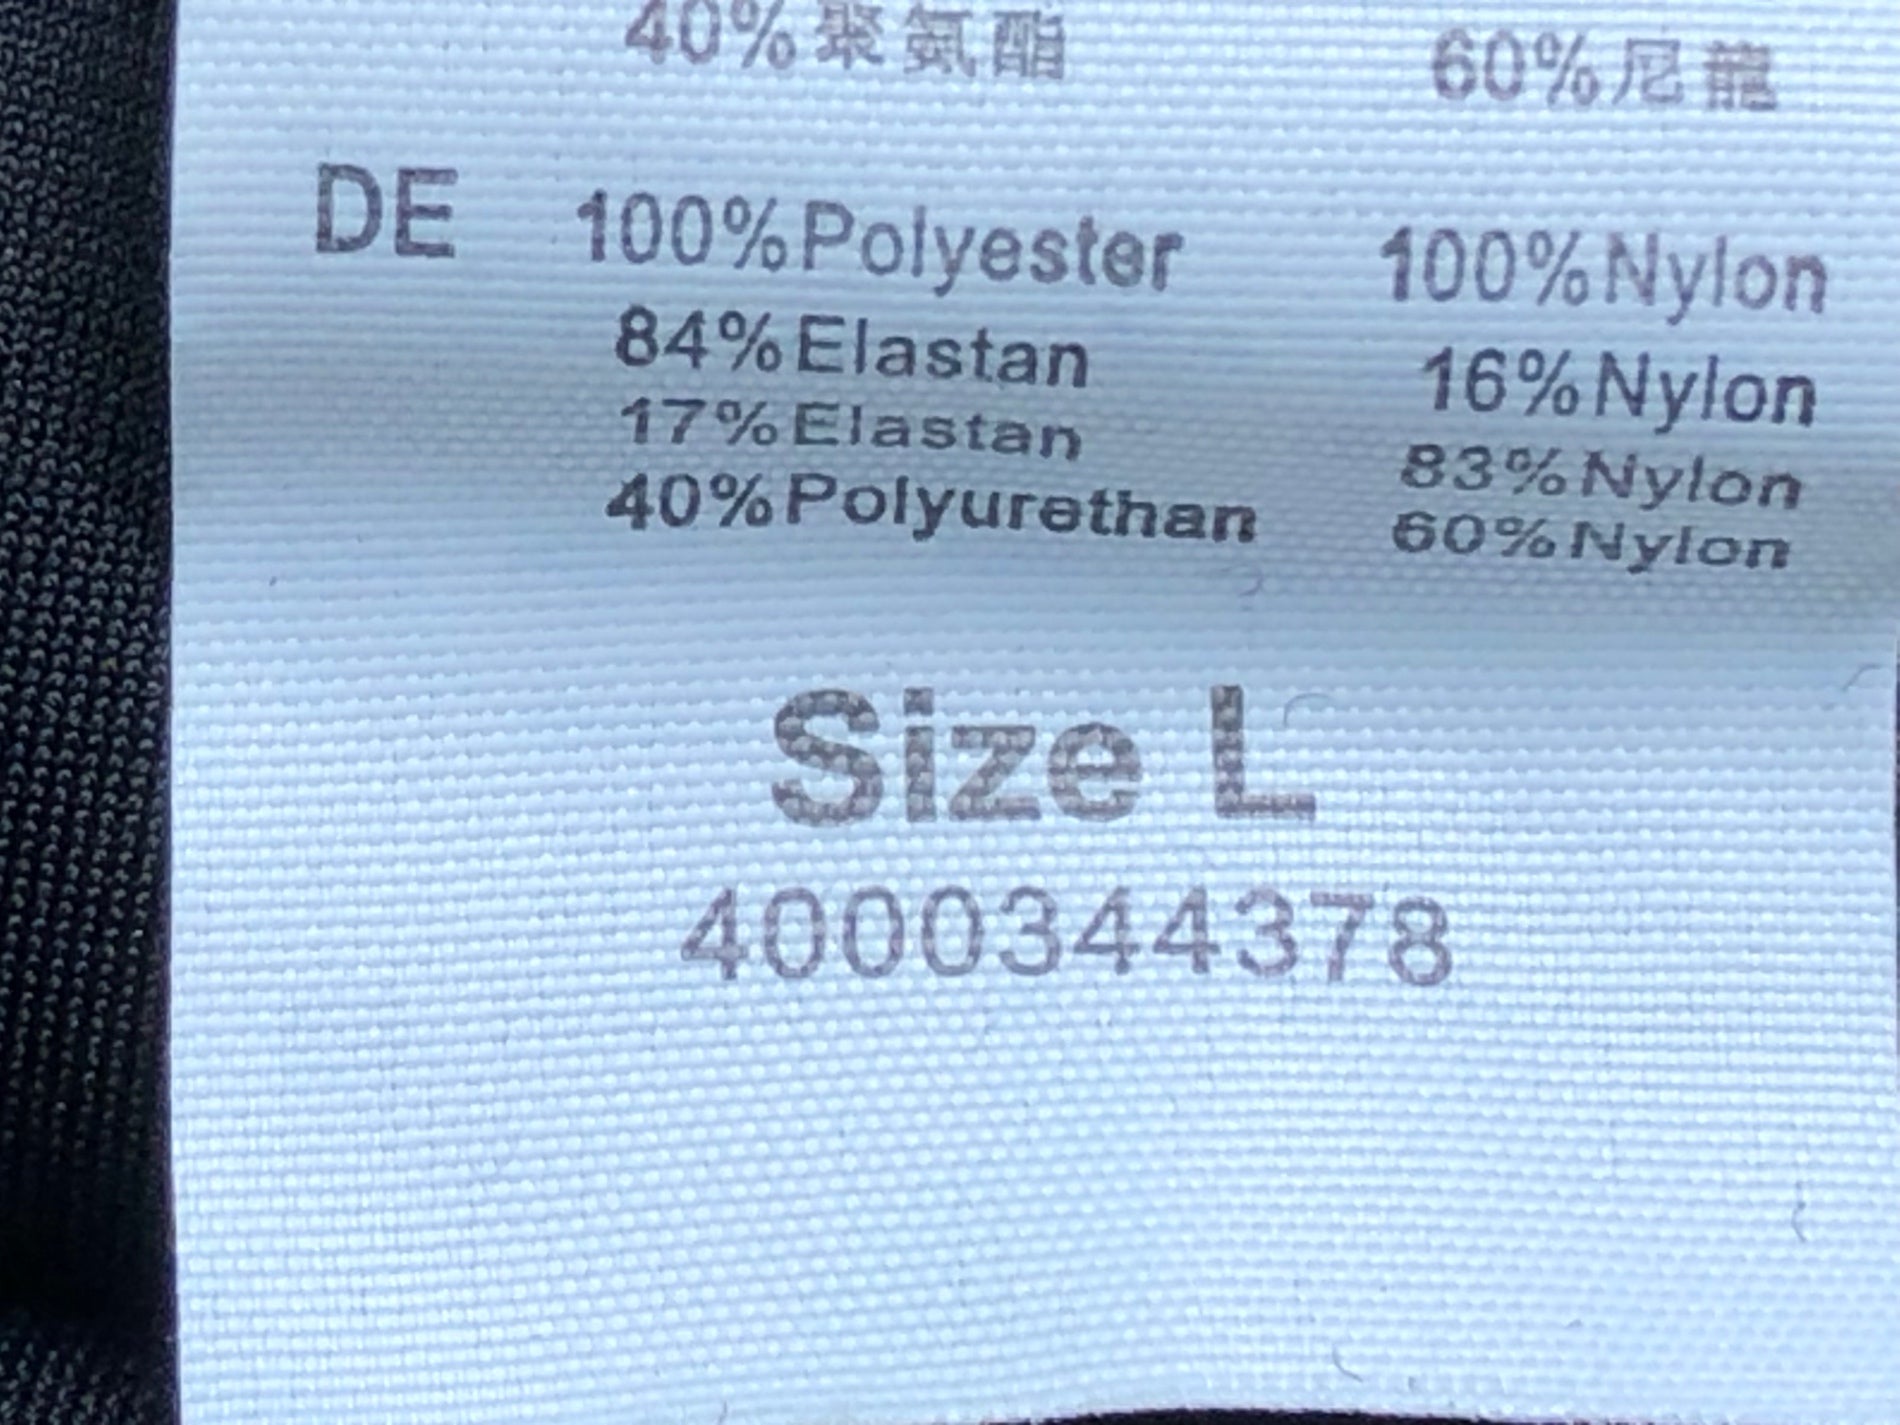 40%聚氨酯 60%尼龍
DE 100%Polyester 100%Nylon
84%Elastan 16%Nylon
17%Elastan 83%Nylon
40%Polyurethan 60%Nylon
Size L
4000344378